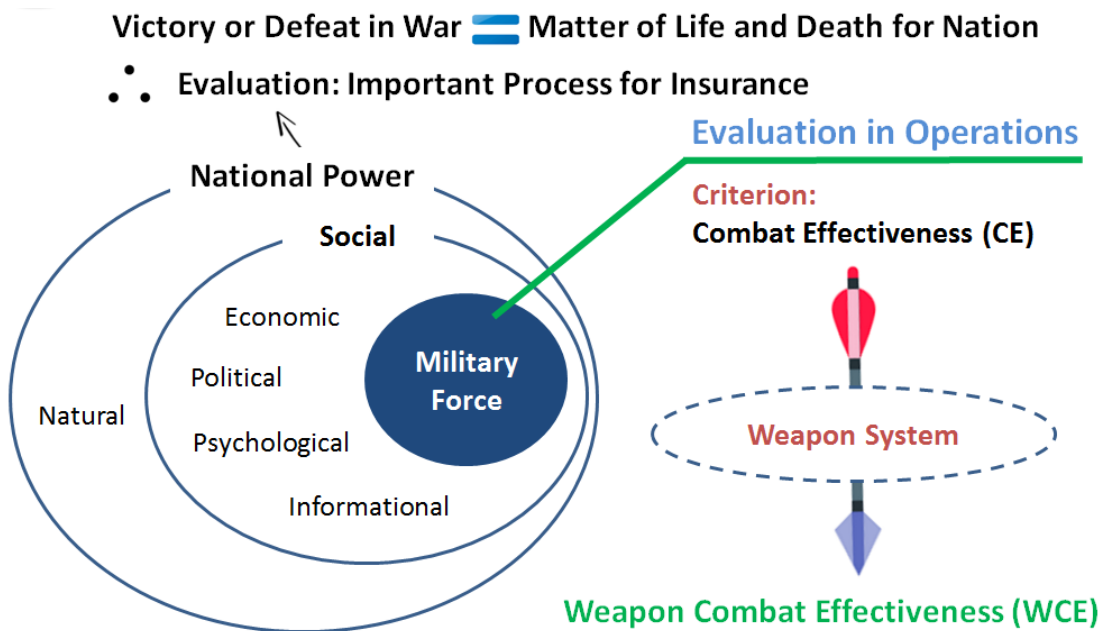 Victory or Defeat in War = Matter of Life and Death for Nation
∴ Evaluation: Important Process for Insurance
Evaluation in Operations
National Power
Criterion:
Combat Effectiveness (CE)
Social
Economic
Military
Force
Political
Natural
Psychological
Informational
Weapon System
Weapon Combat Effectiveness (WCE)